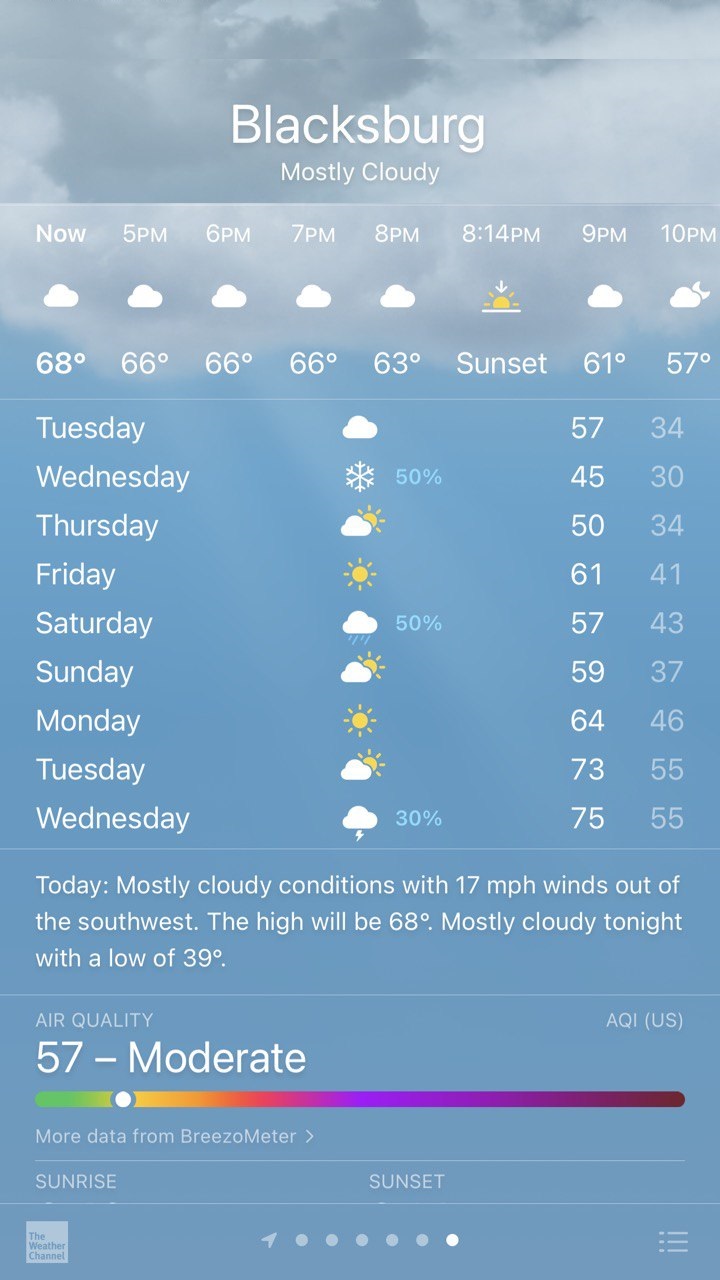 Blacksburg
Mostly Cloudy
Now 5PM 6PM 7PM 8PM 8:14PM 9PM 10PM
68° 66° 66° 66° 63° Sunset 61° 57°
Tuesday 57 34
Wednesday 50% 45 30
Thursday 50 34
Friday 61 41
Saturday 50% 57 43
Sunday 59 37
Monday 64 46
Tuesday 73 55
Wednesday 30% 75 55
Today: Mostly cloudy conditions with 17 mph winds out of
the southwest. The high will be 68°. Mostly cloudy tonight
with a low of 39°.
AIR QUALITY AQI (US)
57 – Moderate
More data from BreezoMeter
SUNRISE SUNSET
The
Weather
Channel